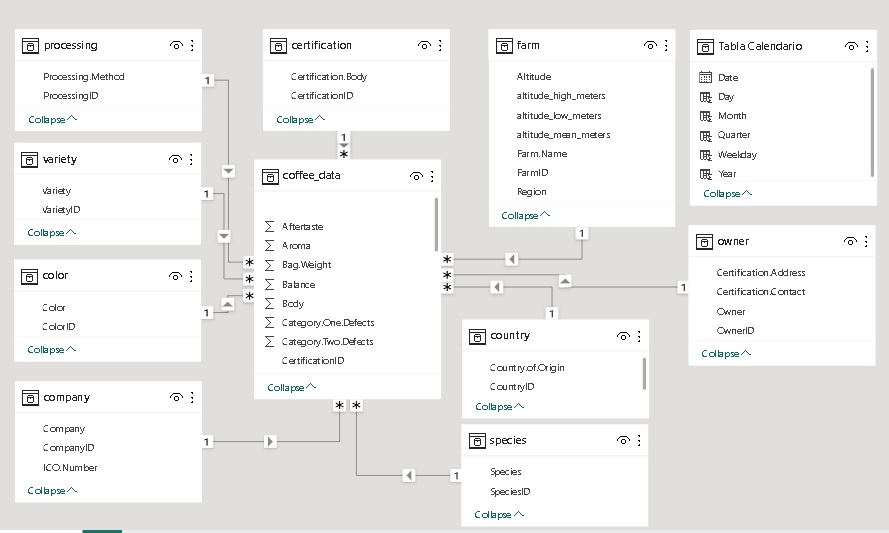 processing
Processing.Method
ProcessingID
Collapse
certification
Certification.Body
CertificationID
Collapse
farm
Altitude
altitude_high_meters
altitude_low_meters
altitude_mean_meters
Farm.Name
FarmID
Region
Collapse
Tabla Calendario
Date
Day
Month
Quarter
Weekday
Year
Collapse
variety
Variety
VarietyID
Collapse
coffee_data
Aftertaste
Aroma
Bag.Weight
Balance
Body
Category.One.Defects
Category.Two.Defects
CertificationID
Collapse
owner
Certification.Address
Certification.Contact
Owner
OwnerID
Collapse
color
Color
ColorID
Collapse
country
Country.of.Origin
CountryID
Collapse
company
Company
CompanyID
ICO.Number
Collapse
species
Species
SpeciesID
Collapse
1
1
1
1
1
1
1
1
1